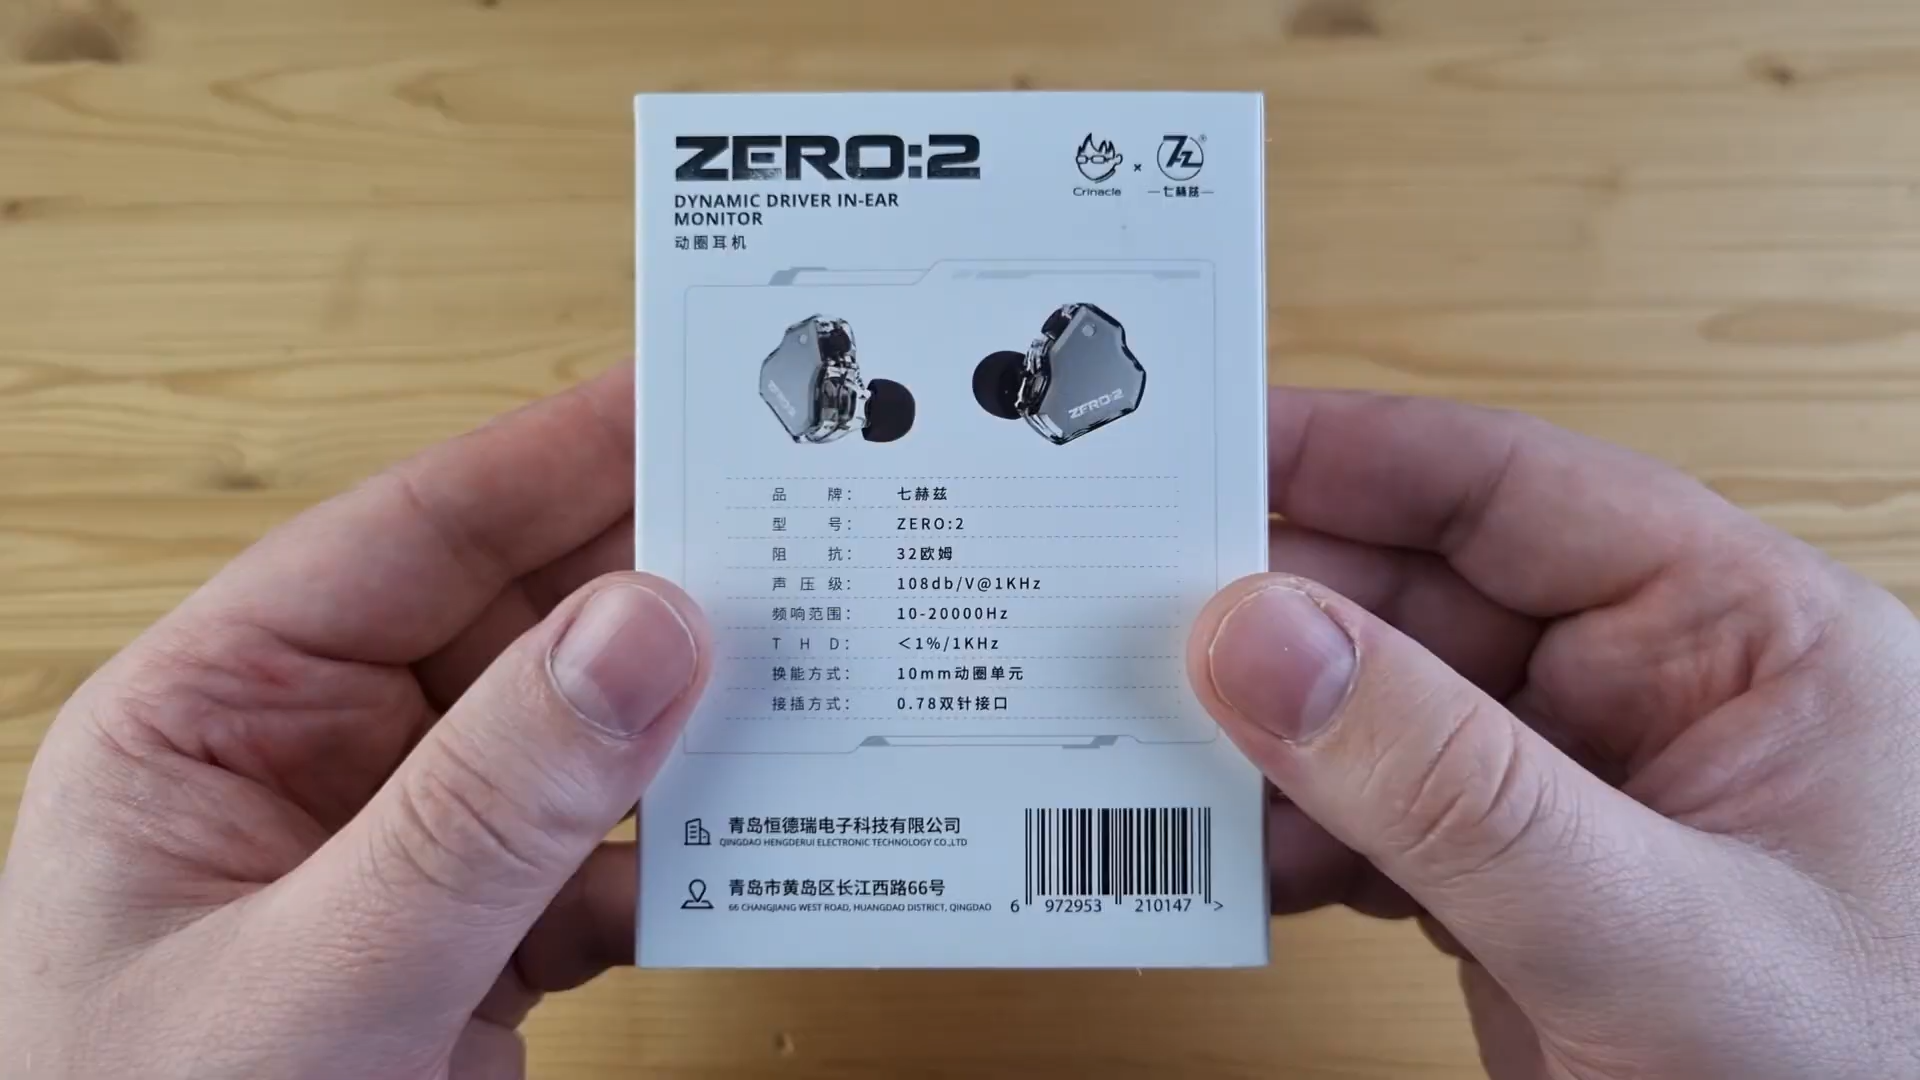 ZERO:2
DYNAMIC DRIVER IN-EAR
MONITOR
动圈耳机
Crinacle
×
7Z®
七赫兹
ZERO:2
ZERO:2
品牌： 七赫兹
型号： ZERO:2
阻抗： 32欧姆
声压级： 108db/V@1KHz
频响范围： 10-20000Hz
THD： ＜1%/1KHz
换能方式： 10mm动圈单元
接插方式： 0.78双针接口
青岛恒德瑞电子科技有限公司
QINGDAO HENGDERUI ELECTRONIC TECHNOLOGY CO.,LTD
青岛市黄岛区长江西路66号
66 CHANGJIANG WEST ROAD, HUANGDAO DISTRICT, QINGDAO
6 972953 210147 >